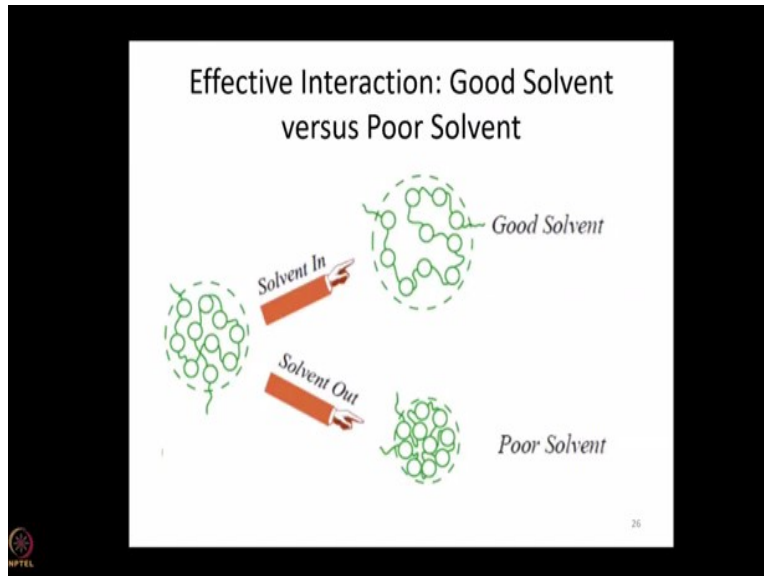 Effective Interaction: Good Solvent
versus Poor Solvent
Solvent In
Good Solvent
Solvent Out
Poor Solvent
26
NPTEL